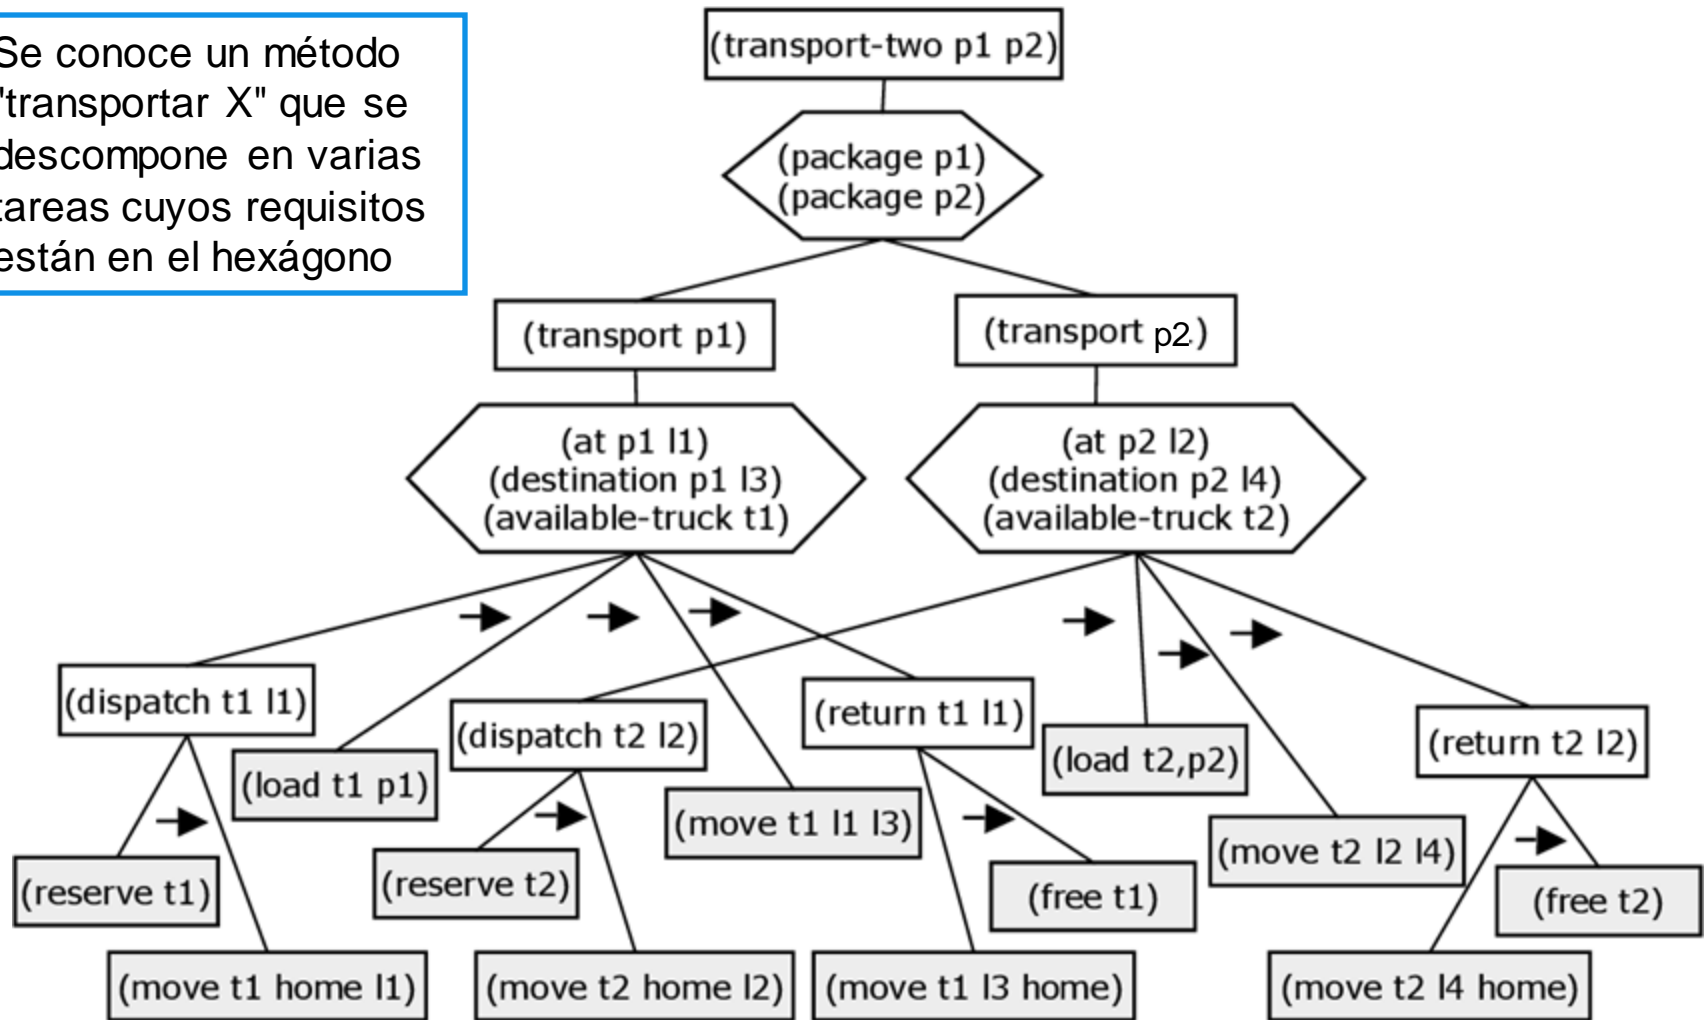 Se conoce un método
"transportar X" que se
descompone en varias
tareas cuyos requisitos
están en el hexágono
(transport-two p1 p2)
(package p1)
(package p2)
(transport p1)
(transport p2.)
(at p1 l1)
(destination p1 l3)
(available-truck t1)
(at p2 l2)
(destination p2 l4)
(available-truck t2)
(dispatch t1 l1)
(load t1 p1)
(dispatch t2 l2)
(move t1 l1 l3)
(return t1 l1)
(load t2,p2)
(move t2 l2 l4)
(return t2 l2)
(reserve t1)
(reserve t2)
(free t1)
(free t2)
(move t1 home l1)
(move t2 home l2)
(move t1 l3 home)
(move t2 l4 home)